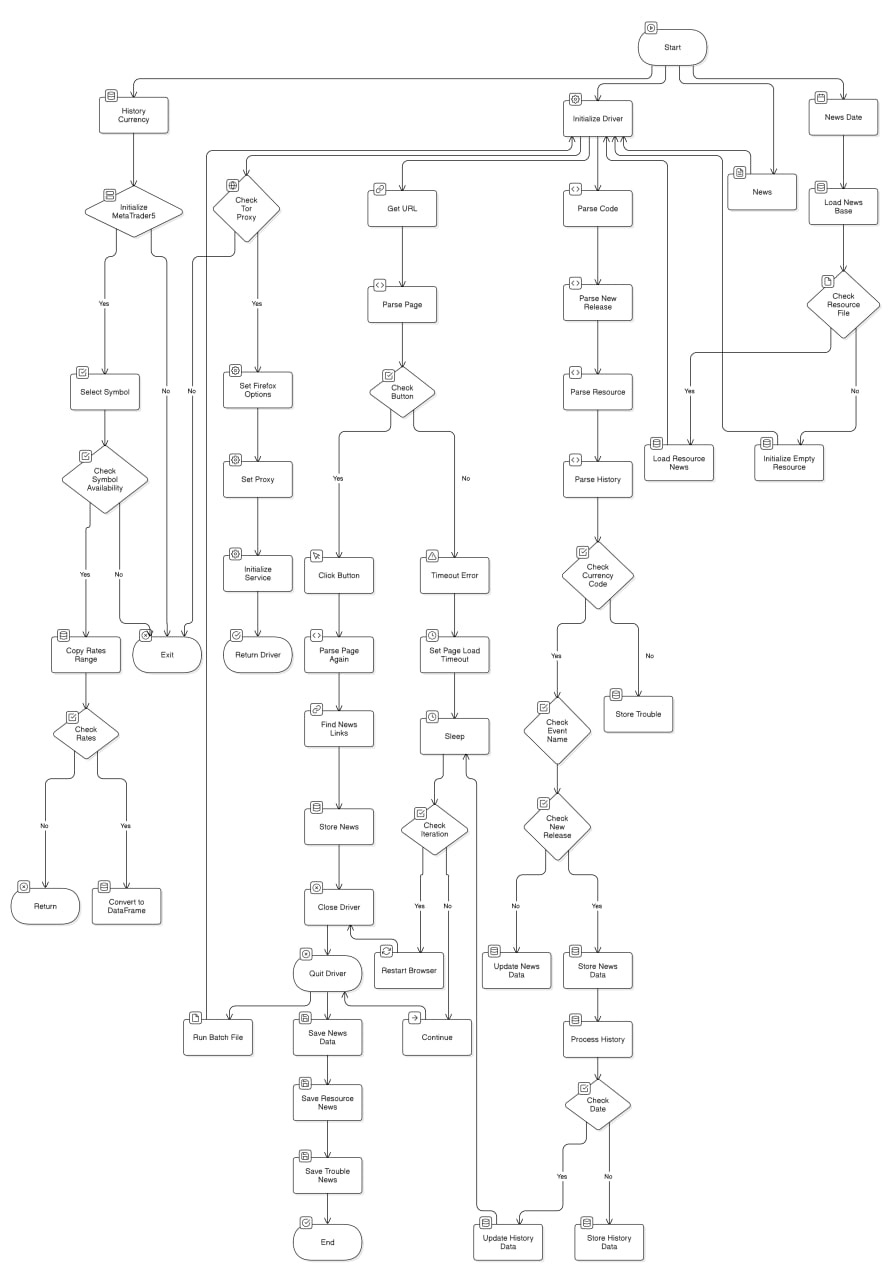 Start
History
Currency
Initialize Driver
News Date
News
Initialize
MetaTrader5
Check
Tor
Proxy
Get URL
Parse Code
Load News
Base
Yes
Yes
Parse Page
Parse New
Release
Check
Resource
File
Select Symbol
No
No
Set Firefox
Options
Check
Button
Parse Resource
Yes
No
Check
Symbol
Availability
Set Proxy
Yes
No
Parse History
Load Resource
News
Initialize Empty
Resource
Yes
No
Initialize
Service
Click Button
Timeout Error
Check
Currency
Code
Copy Rates
Range
Exit
Return Driver
Parse Page
Again
Set Page Load
Timeout
Yes
No
Check
Rates
Find News
Links
Sleep
Check
Event
Name
Store Trouble
No
Yes
Store News
Check
Iteration
Check
New
Release
Return
Convert to
DataFrame
Close Driver
Yes
No
No
Yes
Quit Driver
Restart Browser
Update News
Data
Store News
Data
Run Batch File
Save News
Data
Continue
Process History
Save Resource
News
Check
Date
Save Trouble
News
Yes
No
End
Update History
Data
Store History
Data